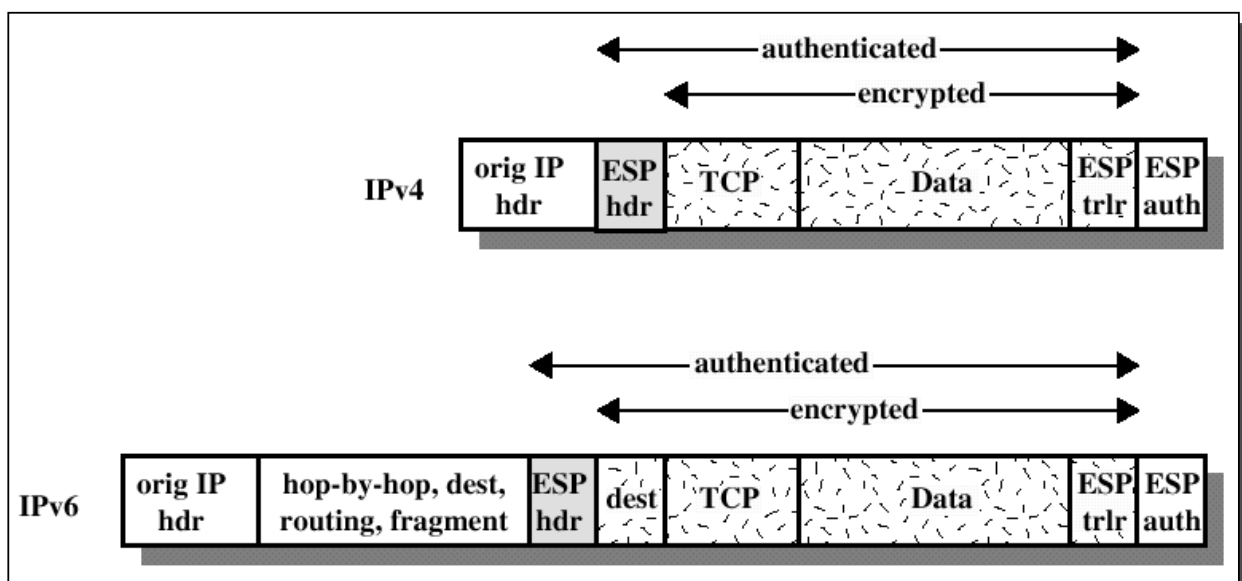 authenticated
encrypted
IPv4
orig IP
hdr
ESP
hdr
TCP
Data
ESP
trlr
ESP
auth
authenticated
encrypted
IPv6
orig IP
hdr
hop-by-hop, dest,
routing, fragment
ESP
hdr
dest
TCP
Data
ESP
trlr
ESP
auth